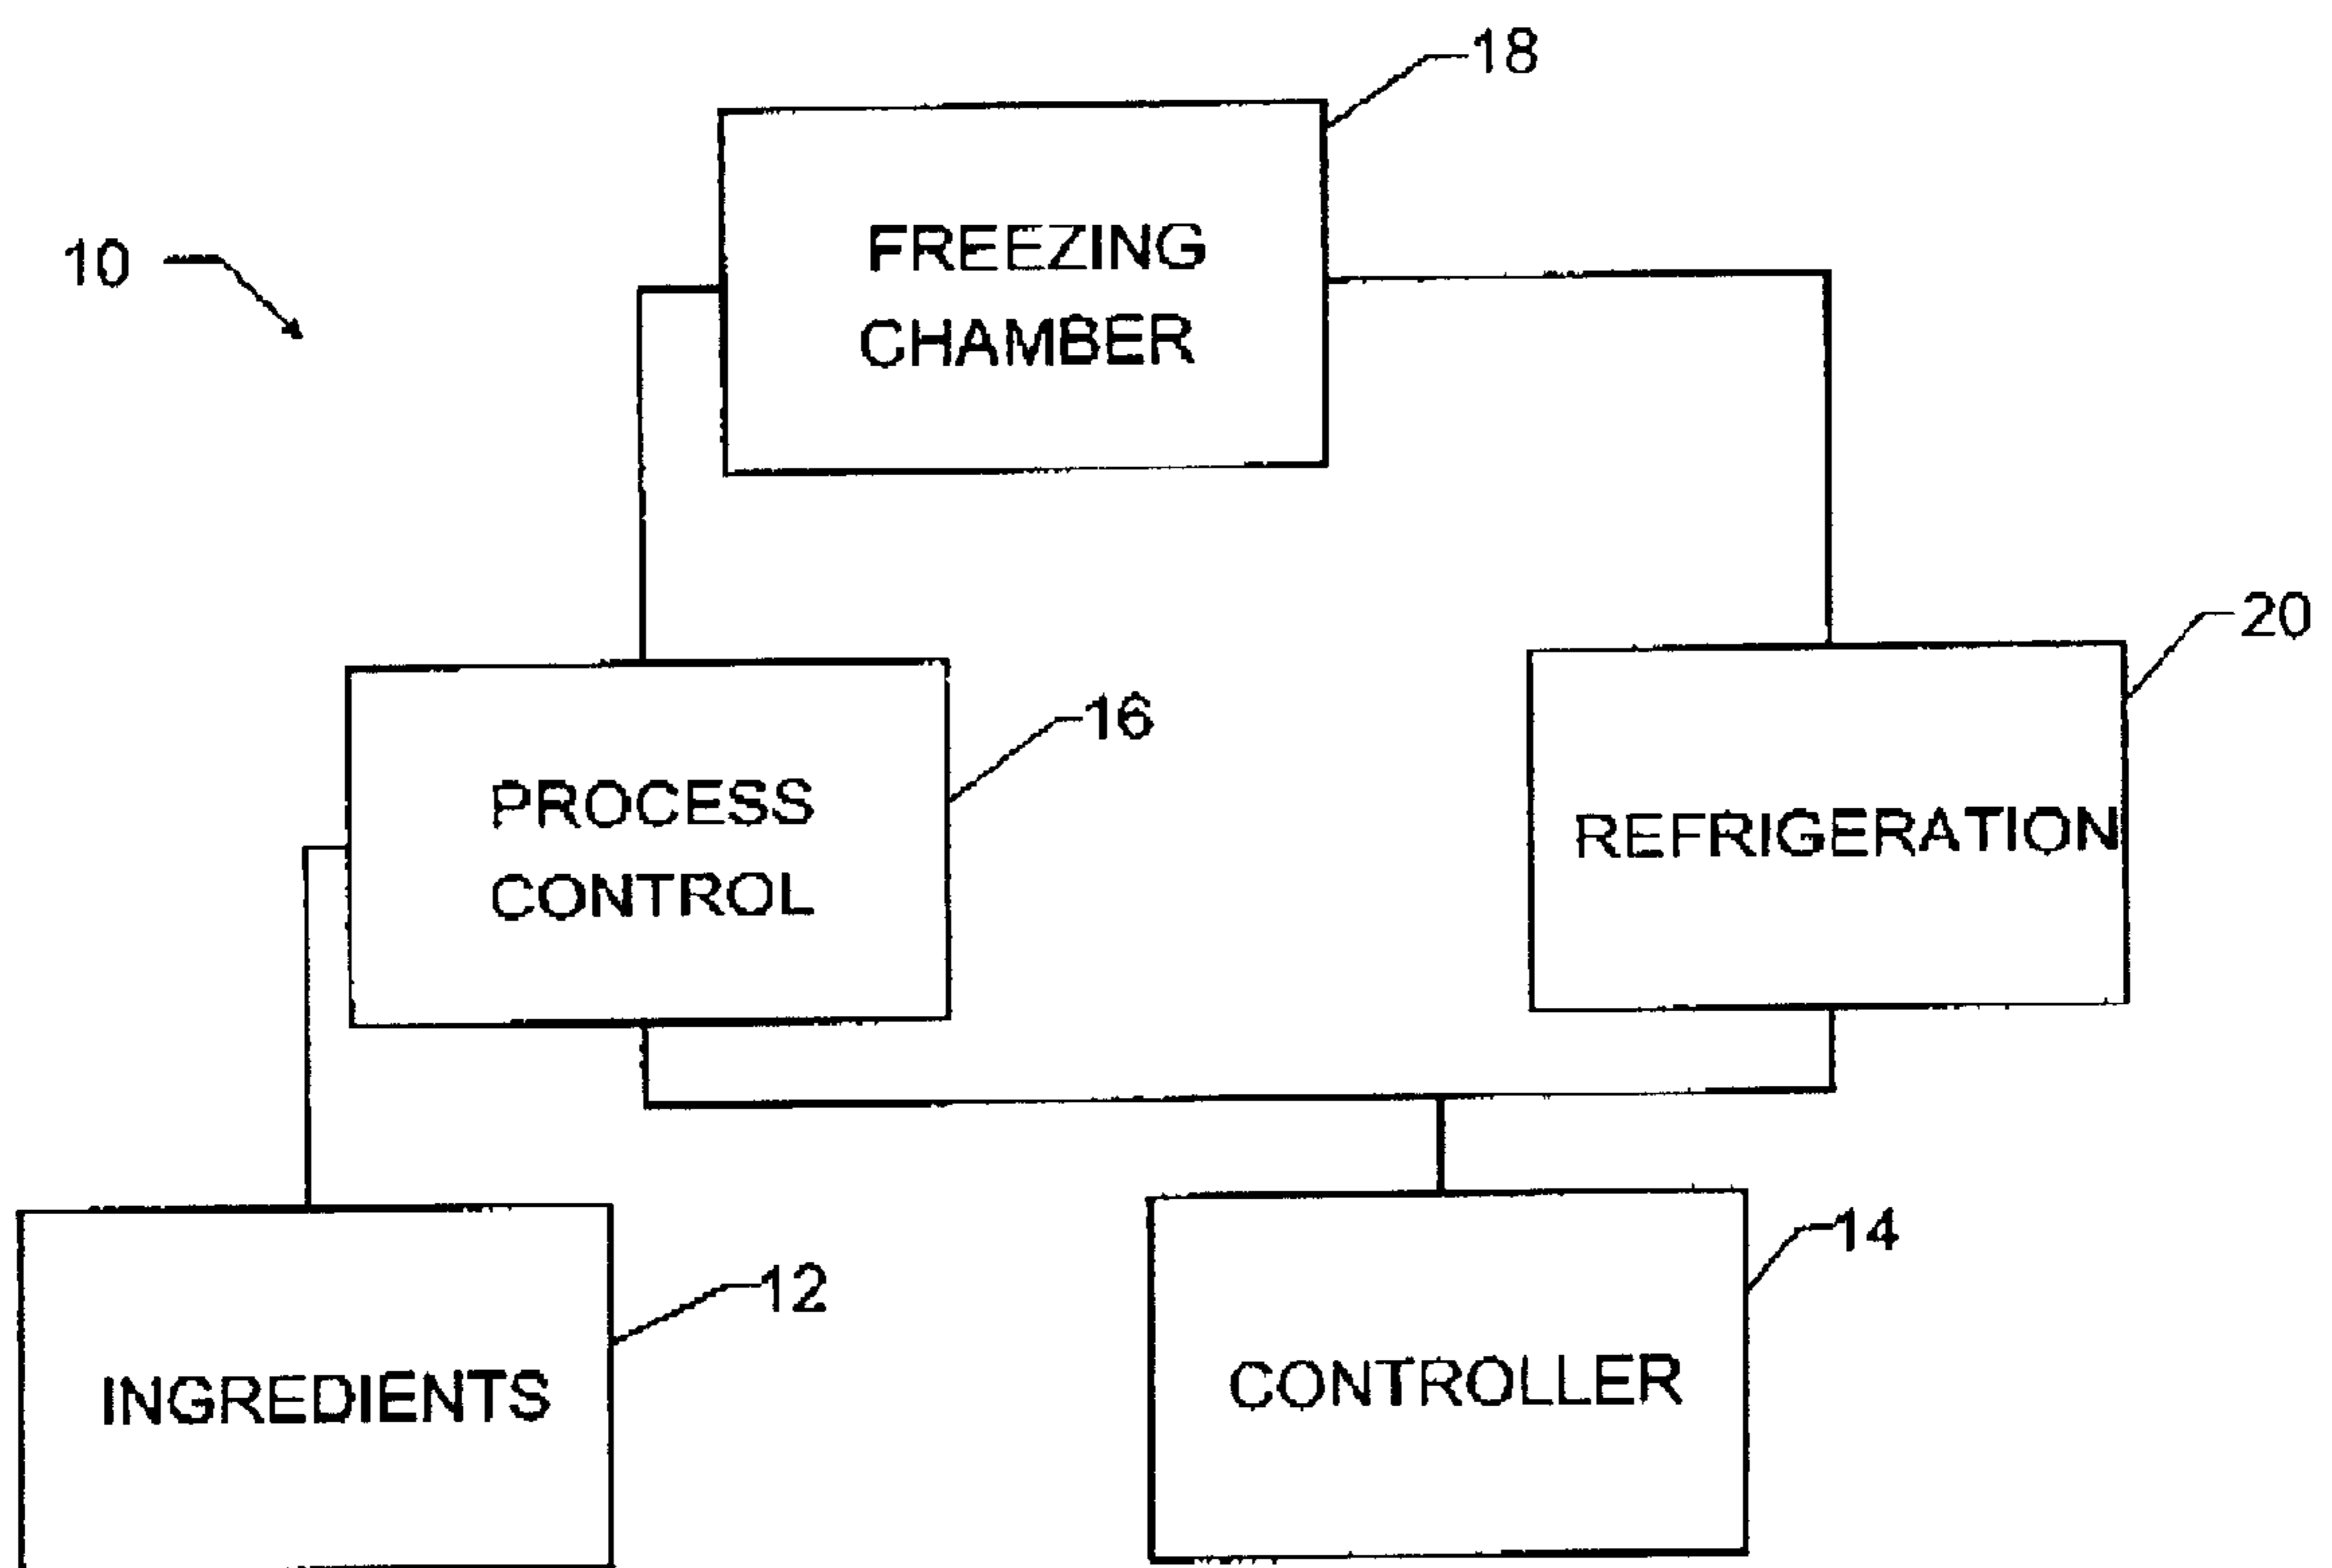 18
10
FREEZING
CHAMBER
20
16
PROCESS
CONTROL
REFRIGERATION
14
12
INGREDIENTS
CONTROLLER